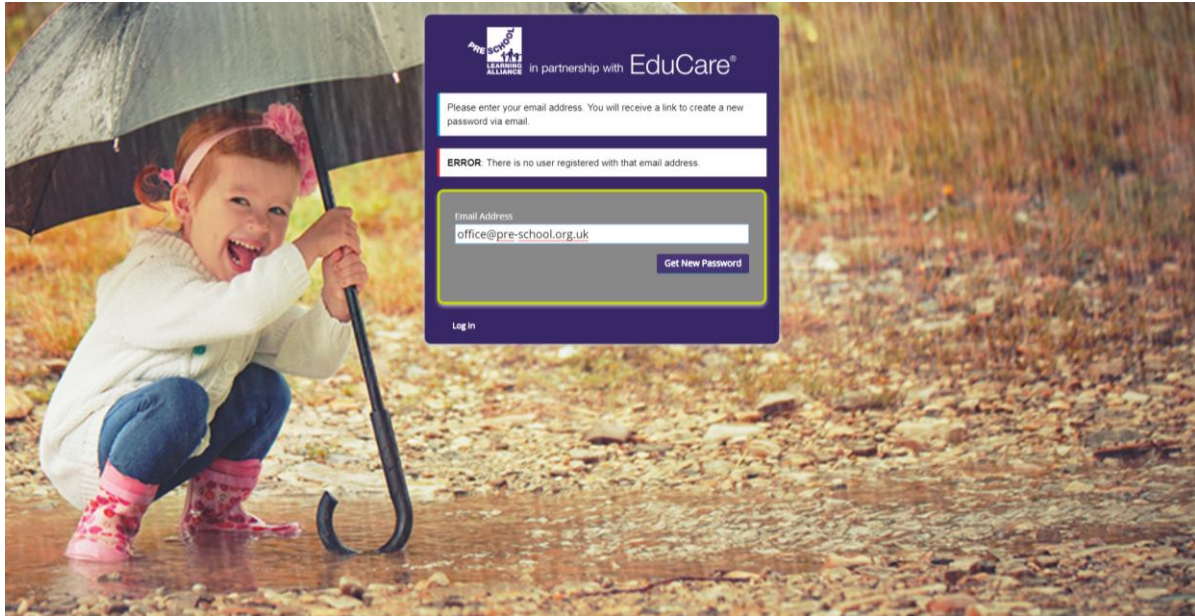 PRE SCHOOL
LEARNING
ALLIANCE
in partnership with EduCare®
Please enter your email address. You will receive a link to create a new
password via email.
ERROR: There is no user registered with that email address.
Email Address
office@pre-school.org.uk
Get New Password
Log in